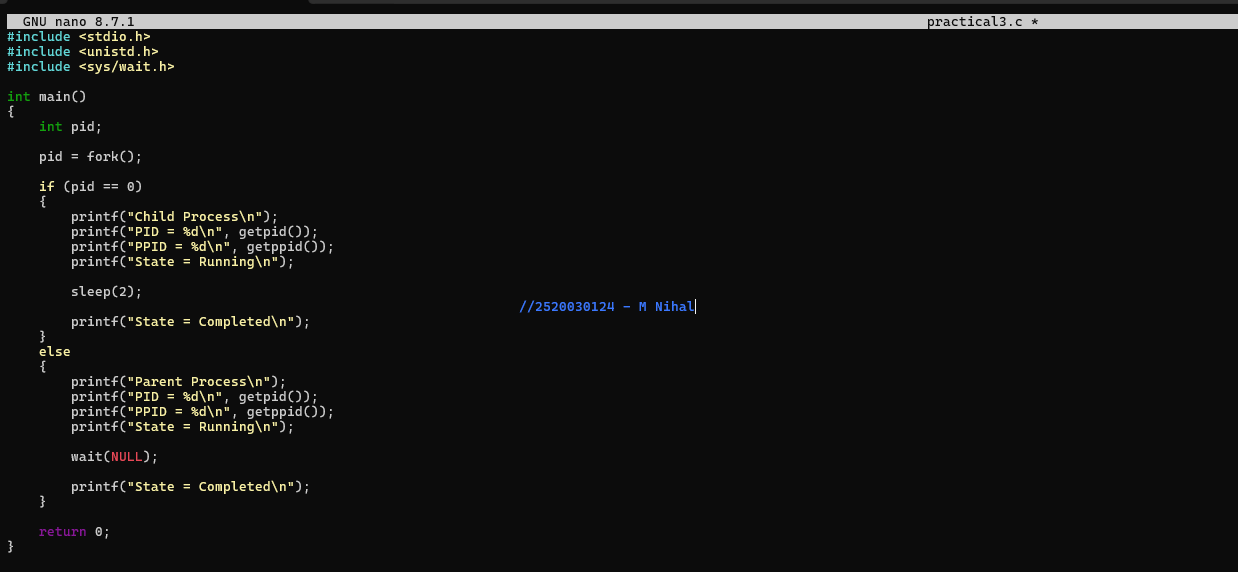 GNU nano 8.7.1 practical3.c *
#include <stdio.h>
#include <unistd.h>
#include <sys/wait.h>
int main()
{
int pid;
pid = fork();
if (pid == 0)
{
printf("Child Process\n");
printf("PID = %d\n", getpid());
printf("PPID = %d\n", getppid());
printf("State = Running\n");
sleep(2);
//2520030124 - M Nihal
printf("State = Completed\n");
}
else
{
printf("Parent Process\n");
printf("PID = %d\n", getpid());
printf("PPID = %d\n", getppid());
printf("State = Running\n");
wait(NULL);
printf("State = Completed\n");
}
return 0;
}